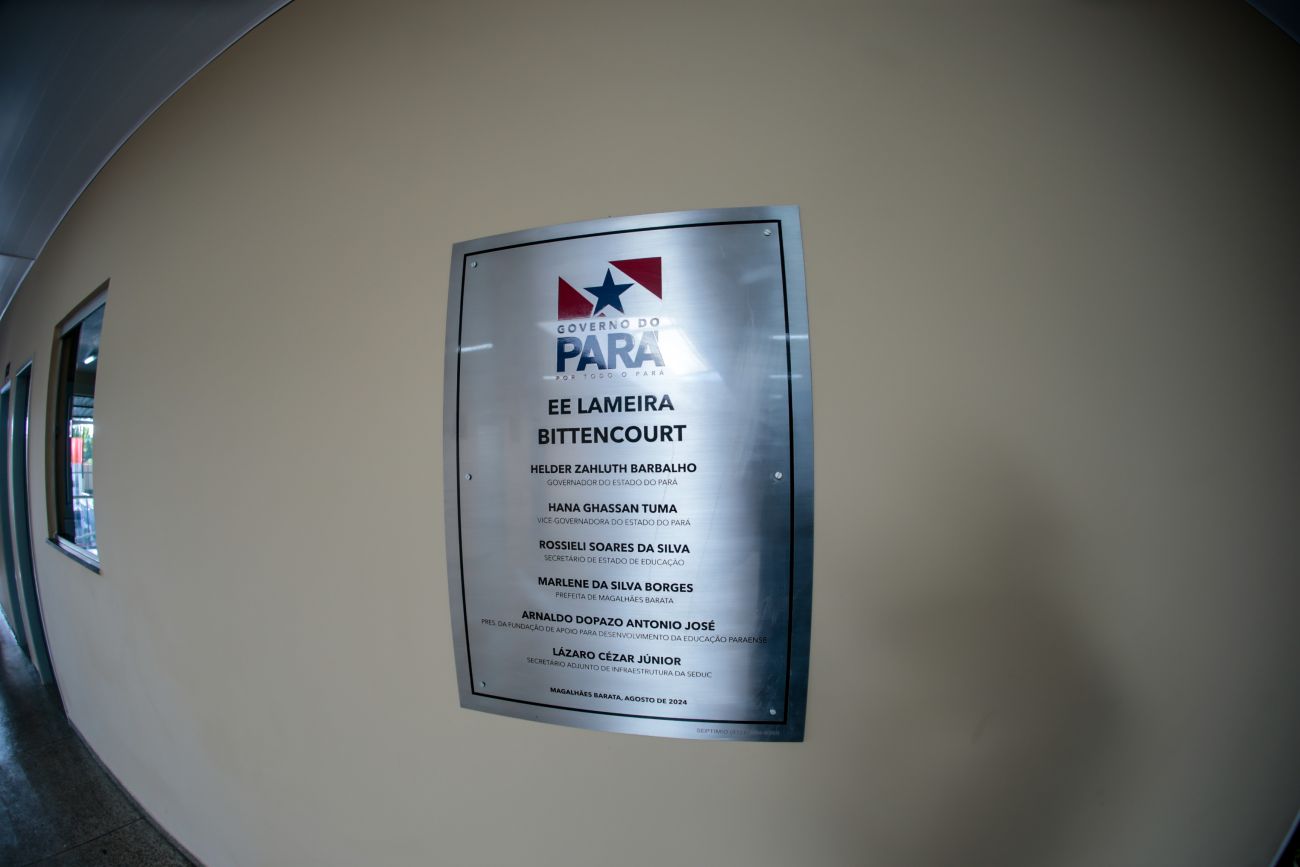 GOVERNO DO
PARÁ
POR TODO O PARÁ
EE LAMEIRA
BITTENCOURT
HELDER ZAHLUTH BARBALHO
GOVERNADOR DO ESTADO DO PARÁ
HANA GHASSAN TUMA
VICE-GOVERNADORA DO ESTADO DO PARÁ
ROSSIELI SOARES DA SILVA
SECRETÁRIO DE ESTADO DE EDUCAÇÃO
MARLENE DA SILVA BORGES
PREFEITA DE MAGALHÃES BARATA
ARNALDO DOPAZO ANTONIO JOSÉ
PRES. DA FUNDAÇÃO DE APOIO PARA DESENVOLVIMENTO DA EDUCAÇÃO PARAENSE
LÁZARO CÉZAR JÚNIOR
SECRETÁRIO ADJUNTO DE INFRAESTRUTURA DA SEDUC
MAGALHÃES BARATA, AGOSTO DE 2024
SEPTIMIO